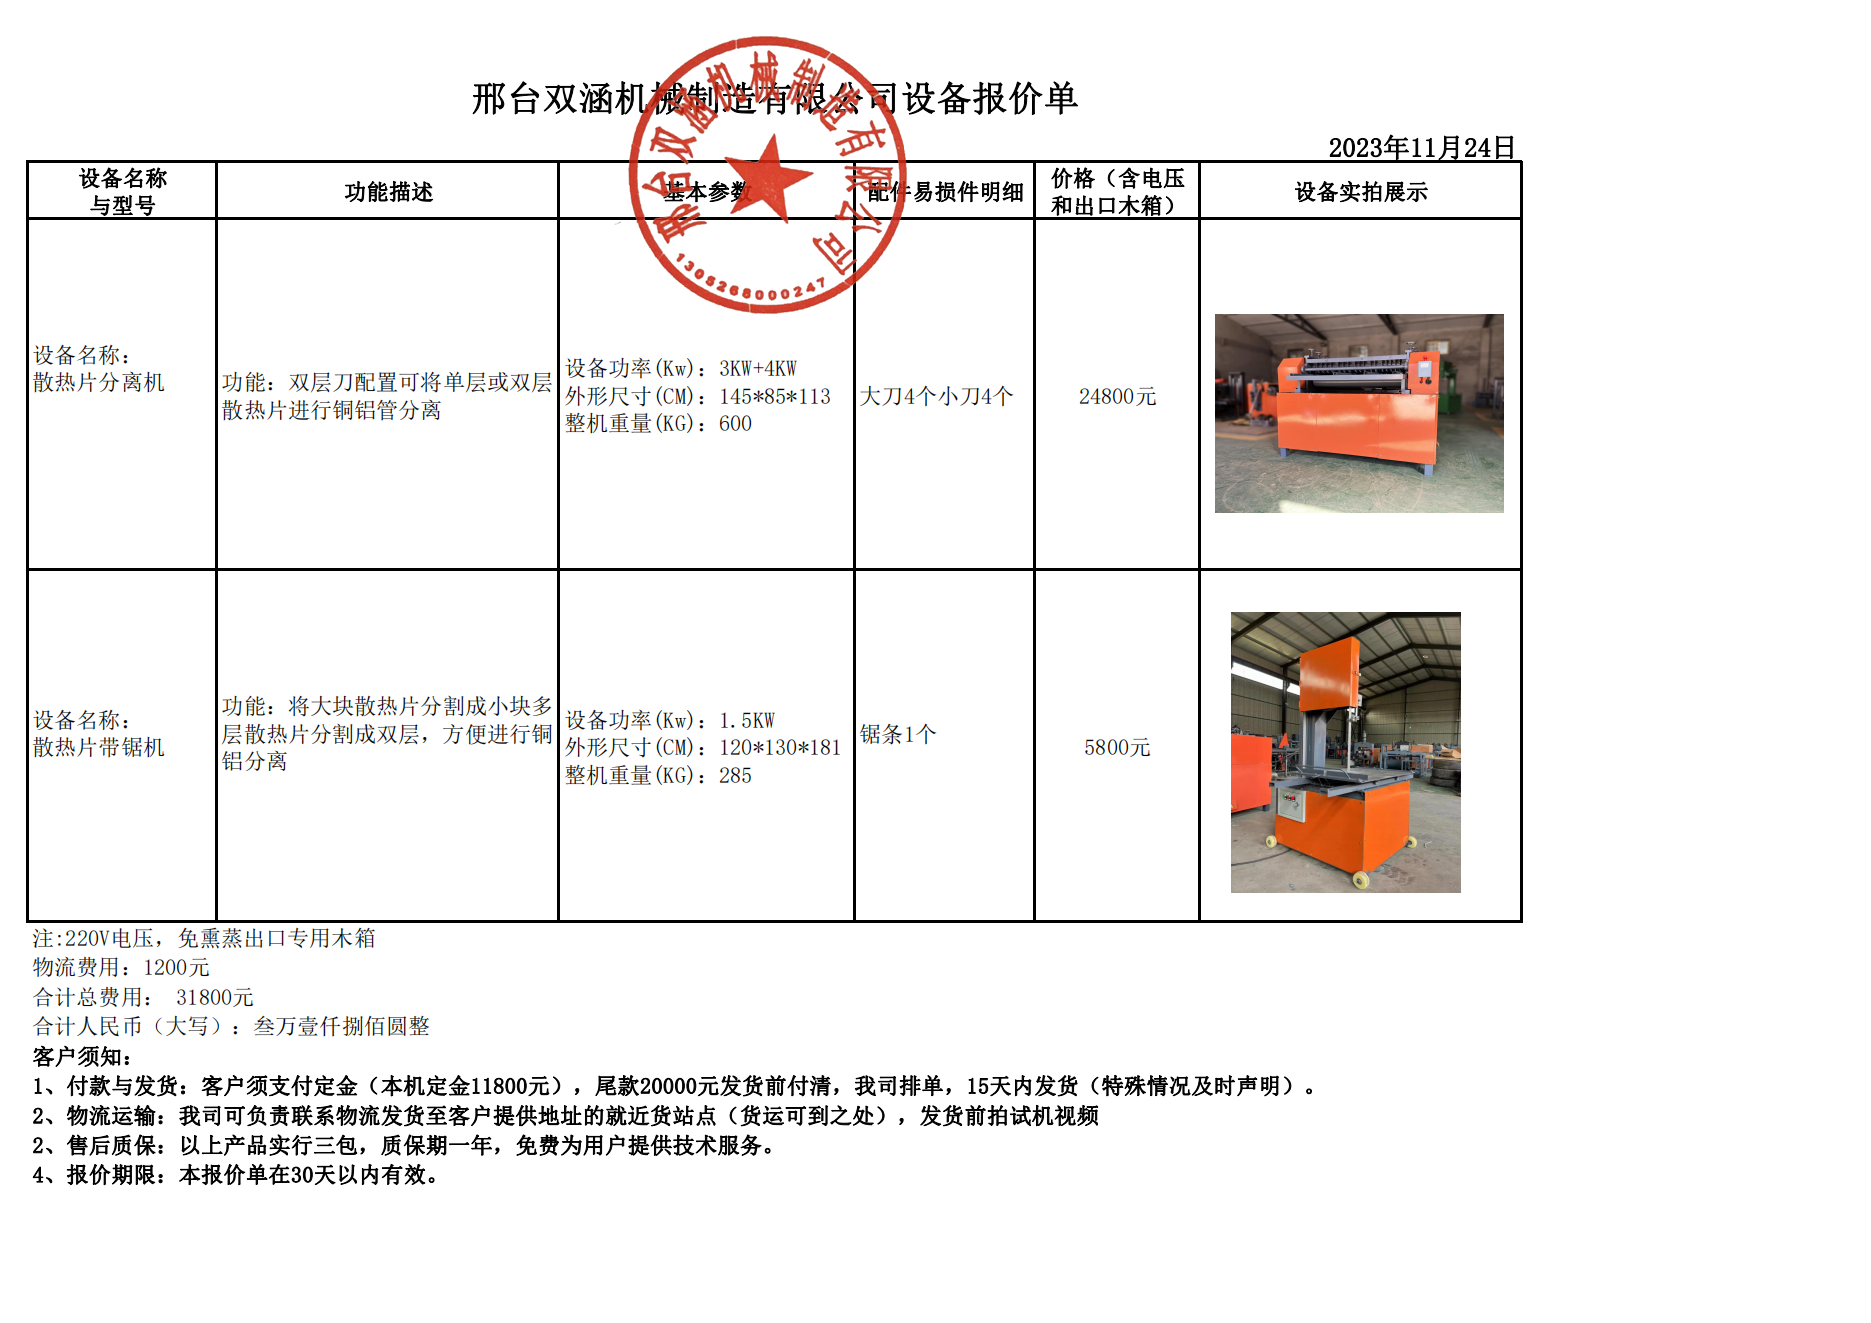 邢台双涵机械制造有限公司设备报价单
邢台双涵机械制造有限公司
1305268000247
2023年11月24日
设备名称
与型号
功能描述
基本参数
配件易损件明细
价格（含电压
和出口木箱）
设备实拍展示
设备名称：
散热片分离机
功能：双层刀配置可将单层或双层
散热片进行铜铝管分离
设备功率(Kw)：3KW+4KW
外形尺寸(CM)：145*85*113
整机重量(KG)：600
大刀4个小刀4个
24800元
设备名称：
散热片带锯机
功能：将大块散热片分割成小块多
层散热片分割成双层，方便进行铜
铝分离
设备功率(Kw)：1.5KW
外形尺寸(CM)：120*130*181
整机重量(KG)：285
锯条1个
5800元
注:220V电压，免熏蒸出口专用木箱
物流费用：1200元
合计总费用： 31800元
合计人民币（大写）：叁万壹仟捌佰圆整
客户须知：
1、付款与发货：客户须支付定金（本机定金11800元），尾款20000元发货前付清，我司排单，15天内发货（特殊情况及时声明）。
2、物流运输：我司可负责联系物流发货至客户提供地址的就近货站点（货运可到之处），发货前拍试机视频
2、售后质保：以上产品实行三包，质保期一年，免费为用户提供技术服务。
4、报价期限：本报价单在30天以内有效。